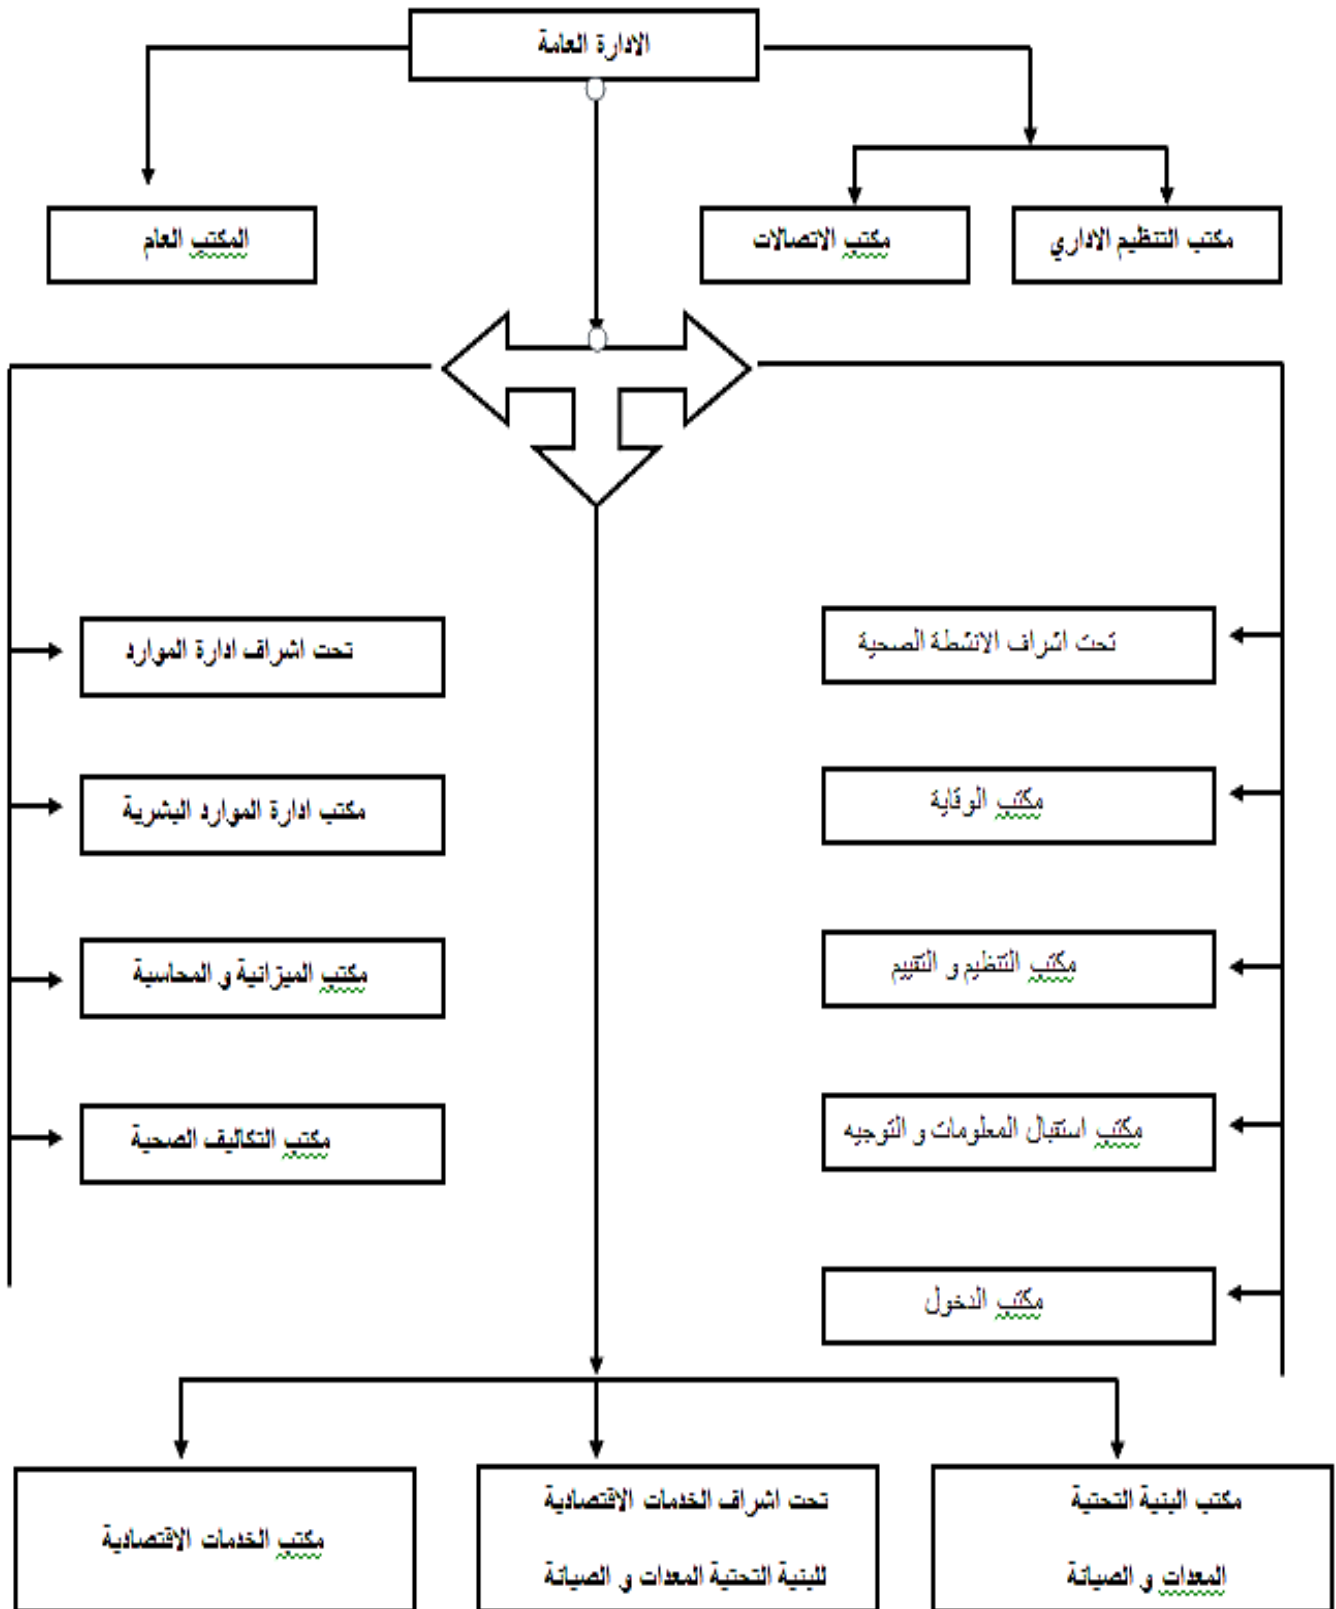 الادارة العامة
مكتب التنظيم الاداري
مكتب الاتصالات
المكتب العام
تحت اشراف الانشطة الصحية
مكتب الوقاية
مكتب التنظيم و التقييم
مكتب استقبال المعلومات و التوجيه
مكتب الدخول
تحت اشراف ادارة الموارد
مكتب ادارة الموارد البشرية
مكتب الميزانية و المحاسبة
مكتب التكاليف الصحية
مكتب البنية التحتية
المعدات و الصيانة
تحت اشراف الخدمات الاقتصادية
للبنية التحتية المعدات و الصيانة
مكتب الخدمات الاقتصادية